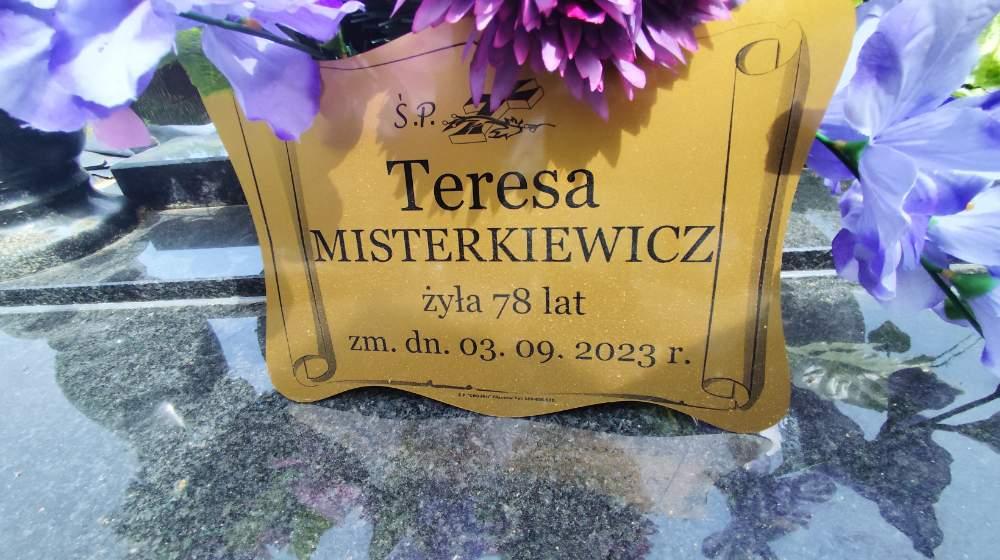 Ś.P.
Teresa
MISTERKIEWICZ
żyła 78 lat
zm. dn. 03. 09. 2023 r.